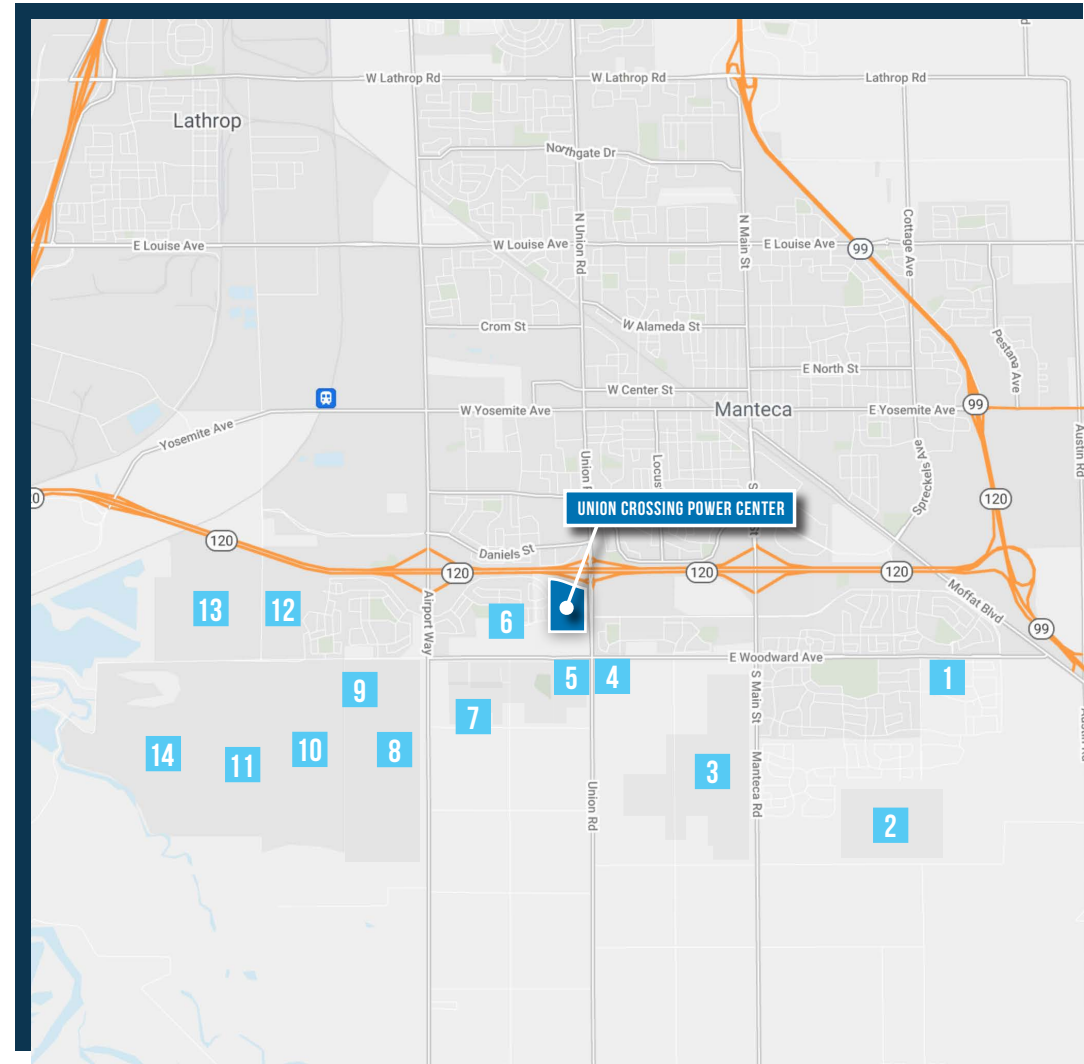 W Lathrop Rd
W Lathrop Rd
Lathrop Rd
Lathrop
Northgate Dr
N Union Rd
N Main St
Cottage Ave
E Louise Ave
W Louise Ave
E Louise Ave
99
Crom St
W Alameda St
Pestana Ave
E North St
W Center St
W Yosemite Ave
Manteca
E Yosemite Ave
99
Yosemite Ave
Austin Rd
Locus
Spreckels Ave
UNION CROSSING POWER CENTER
120
120
Daniels St
120
120
120
Airport Way
Moffat Blvd
13
12
6
99
E Woodward Ave
9
5
4
1
S Main St
7
14
11
10
8
3
Manteca Rd
Union Rd
2